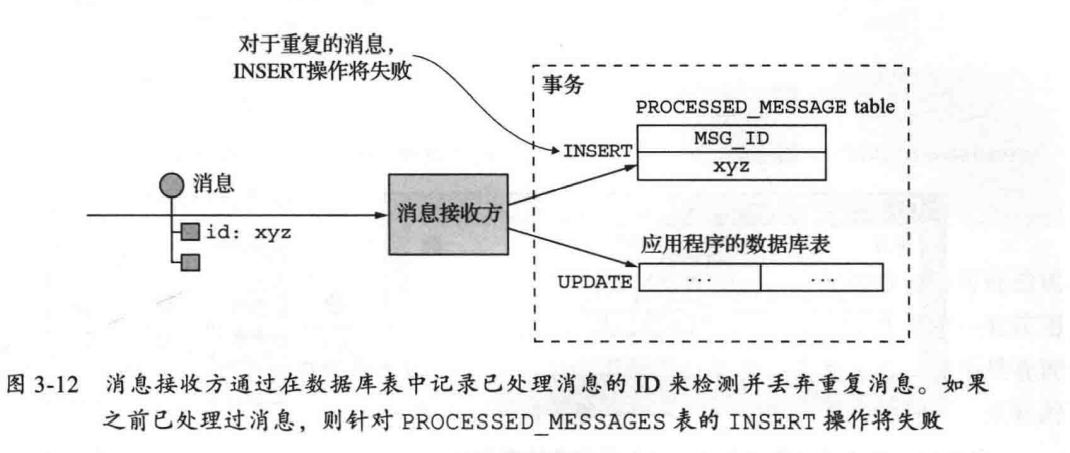 对于重复的消息，
INSERT操作将失败
事务
PROCESSED_MESSAGE table
INSERT
MSG_ID
xyz
消息
消息接收方
id: xyz
应用程序的数据库表
UPDATE
... ...
图 3-12 消息接收方通过在数据库表中记录已处理消息的 ID 来检测并丢弃重复消息。如果
之前已处理过消息，则针对 PROCESSED_MESSAGES 表的 INSERT 操作将失败